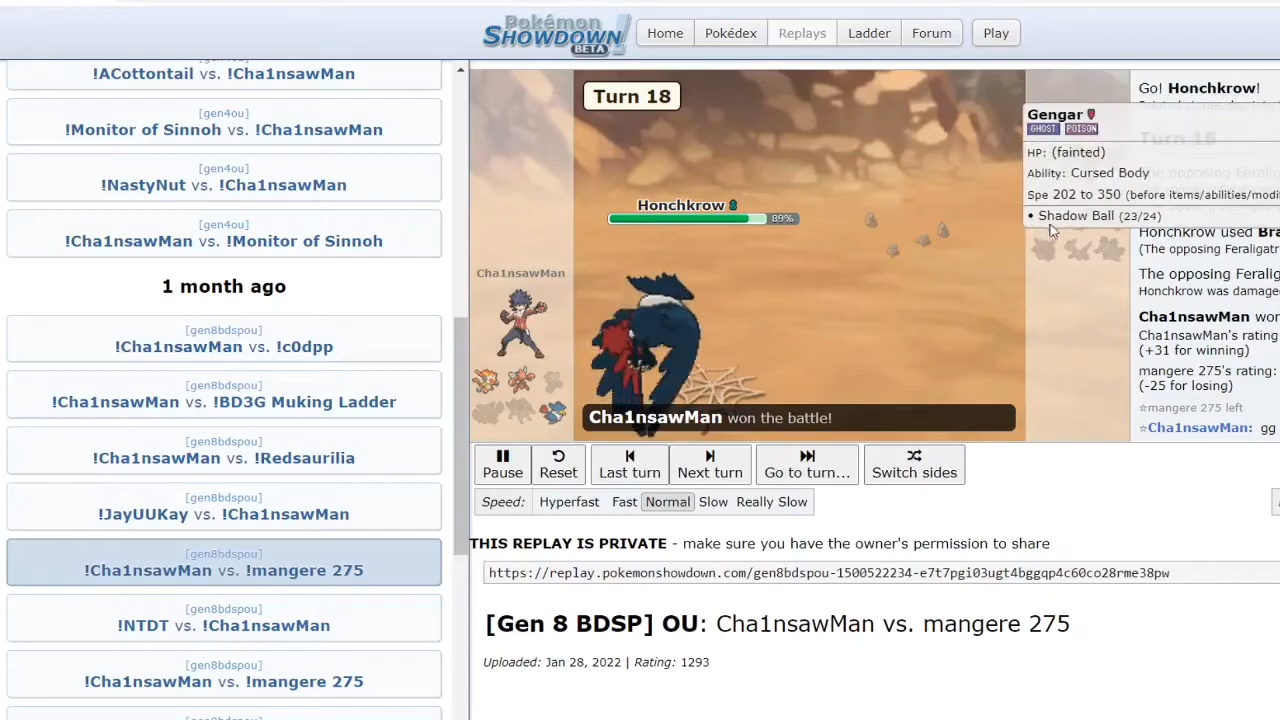 Pokémon
SHOWDOWN!
BETA
Home
Pokédex
Replays
Ladder
Forum
Play
!ACottontail vs. !Cha1nsawMan
[gen4ou]
!Monitor of Sinnoh vs. !Cha1nsawMan
[gen4ou]
!NastyNut vs. !Cha1nsawMan
[gen4ou]
!Cha1nsawMan vs. !Monitor of Sinnoh
1 month ago
[gen8bdspou]
!Cha1nsawMan vs. !c0dpp
[gen8bdspou]
!Cha1nsawMan vs. !BD3G Muking Ladder
[gen8bdspou]
!Cha1nsawMan vs. !Redsaurilia
[gen8bdspou]
!JayUUKay vs. !Cha1nsawMan
[gen8bdspou]
!Cha1nsawMan vs. !mangere 275
[gen8bdspou]
!NTDT vs. !Cha1nsawMan
[gen8bdspou]
!Cha1nsawMan vs. !mangere 275
Turn 18
Honchkrow
89%
Cha1nsawMan
Cha1nsawMan won the battle!
Go! Honchkrow!
Turn 18
Gengar
GHOST POISON
HP: (fainted)
Ability: Cursed Body
Spe 202 to 350 (before items/abilities/modi
• Shadow Ball (23/24)
Honchkrow used Bra
(The opposing Feraligatr
The opposing Feralig
Honchkrow was damaged
Cha1nsawMan won
Cha1nsawMan's rating
(+31 for winning)
mangere 275's rating:
(-25 for losing)
☆mangere 275 left
☆Cha1nsawMan: gg
Pause
Reset
Last turn
Next turn
Go to turn...
Switch sides
Speed:
Hyperfast
Fast
Normal
Slow
Really Slow
THIS REPLAY IS PRIVATE - make sure you have the owner's permission to share
https://replay.pokemonshowdown.com/gen8bdspou-1500522234-e7t7pgi03ugt4bggqp4c60co28rme38pw
[Gen 8 BDSP] OU: Cha1nsawMan vs. mangere 275
Uploaded: Jan 28, 2022 | Rating: 1293